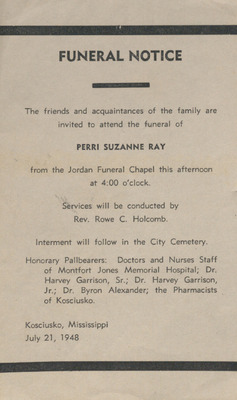 FUNERAL NOTICE
The friends and acquaintances of the family are
invited to attend the funeral of
PERRI SUZANNE RAY
from the Jordan Funeral Chapel this afternoon
at 4:00 o'clock.
Services will be conducted by
Rev. Rowe C. Holcomb.
Interment will follow in the City Cemetery.
Honorary Pallbearers: Doctors and Nurses Staff
of Montfort Jones Memorial Hospital; Dr.
Harvey Garrison, Sr.; Dr. Harvey Garrison,
Jr.; Dr. Byron Alexander; the Pharmacists
of Kosciusko.
Kosciusko, Mississippi
July 21, 1948